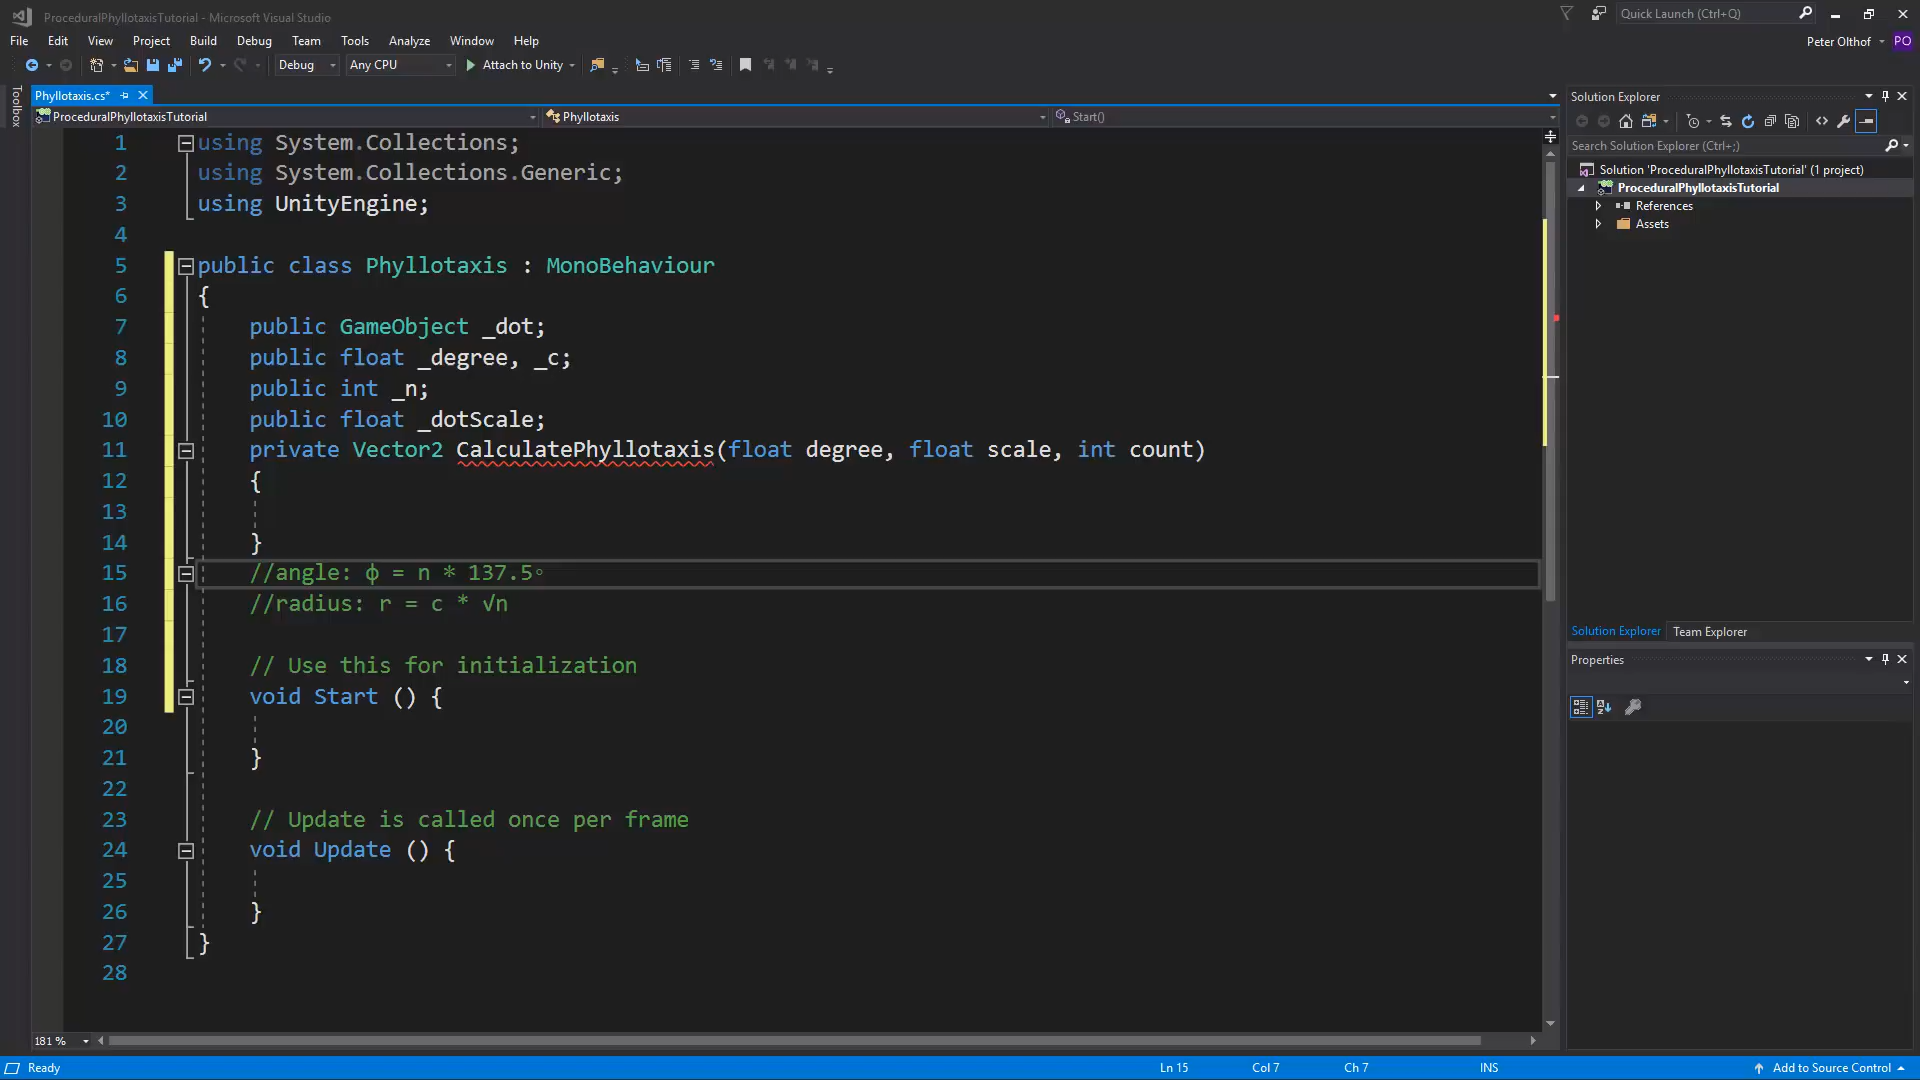 ProceduralPhyllotaxisTutorial - Microsoft Visual Studio
Quick Launch (Ctrl+Q)
File Edit View Project Build Debug Team Tools Analyze Window Help
Peter Olthof PO
Debug Any CPU Attach to Unity
Toolbox
Phyllotaxis.cs*
ProceduralPhyllotaxisTutorial Phyllotaxis Start()
1 using System.Collections;
2 using System.Collections.Generic;
3 using UnityEngine;
4
5 public class Phyllotaxis : MonoBehaviour
6 {
7 public GameObject _dot;
8 public float _degree, _c;
9 public int _n;
10 public float _dotScale;
11 private Vector2 CalculatePhyllotaxis(float degree, float scale, int count)
12 {
13
14 }
15 //angle: ϕ = n * 137.5◦
16 //radius: r = c * √n
17
18 // Use this for initialization
19 void Start () {
20
21 }
22
23 // Update is called once per frame
24 void Update () {
25
26 }
27 }
28
181 %
Solution Explorer
Search Solution Explorer (Ctrl+;)
Solution 'ProceduralPhyllotaxisTutorial' (1 project)
ProceduralPhyllotaxisTutorial
References
Assets
Solution Explorer Team Explorer
Properties
Ready Ln 15 Col 7 Ch 7 INS Add to Source Control